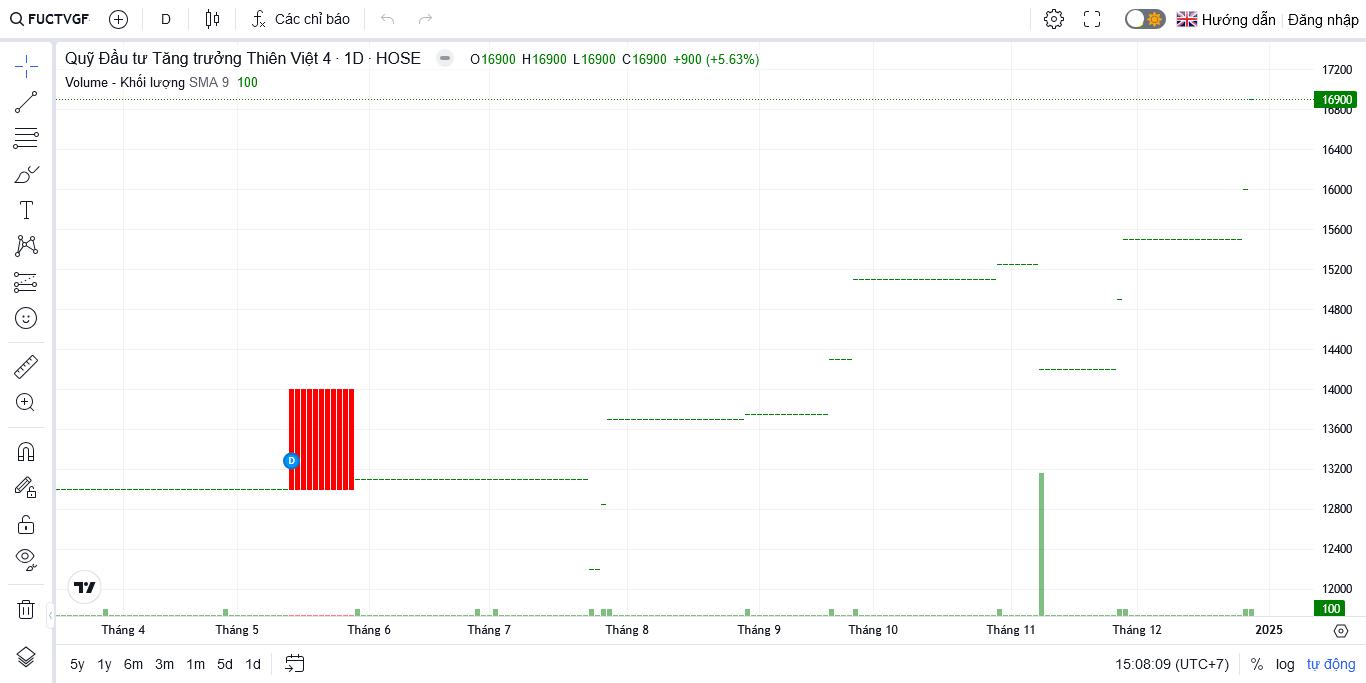 FUCTVGF
D
Các chỉ báo
Hướng dẫn
Đăng nhập
Quỹ Đầu tư Tăng trưởng Thiên Việt 4 · 1D · HOSE
O16900 H16900 L16900 C16900 +900 (+5.63%)
Volume - Khối lượng SMA 9 100
17200
16900
16800
16400
16000
15600
15200
14800
14400
14000
13600
13200
12800
12400
12000
100
D
Tháng 4 Tháng 5 Tháng 6 Tháng 7 Tháng 8 Tháng 9 Tháng 10 Tháng 11 Tháng 12 2025
5y 1y 6m 3m 1m 5d 1d
15:08:09 (UTC+7) % log tự động